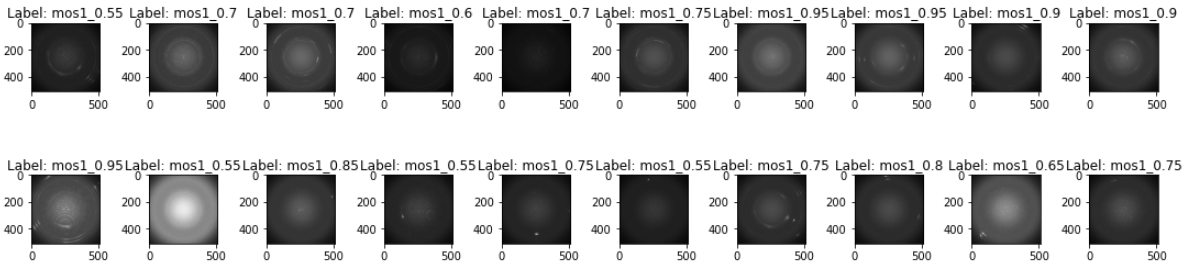 Label: mos1_0.55 Label: mos1_0.7 Label: mos1_0.7 Label: mos1_0.6 Label: mos1_0.7 Label: mos1_0.75 Label: mos1_0.95 Label: mos1_0.95 Label: mos1_0.9 Label: mos1_0.9
0 0 0 0 0 0 0 0 0 0
200 200 200 200 200 200 200 200 200 200
400 400 400 400 400 400 400 400 400 400
0 500 0 500 0 500 0 500 0 500 0 500 0 500 0 500 0 500 0 500
Label: mos1_0.95 Label: mos1_0.55 Label: mos1_0.85 Label: mos1_0.55 Label: mos1_0.75 Label: mos1_0.55 Label: mos1_0.75 Label: mos1_0.8 Label: mos1_0.65 Label: mos1_0.75
0 0 0 0 0 0 0 0 0 0
200 200 200 200 200 200 200 200 200 200
400 400 400 400 400 400 400 400 400 400
0 500 0 500 0 500 0 500 0 500 0 500 0 500 0 500 0 500 0 500